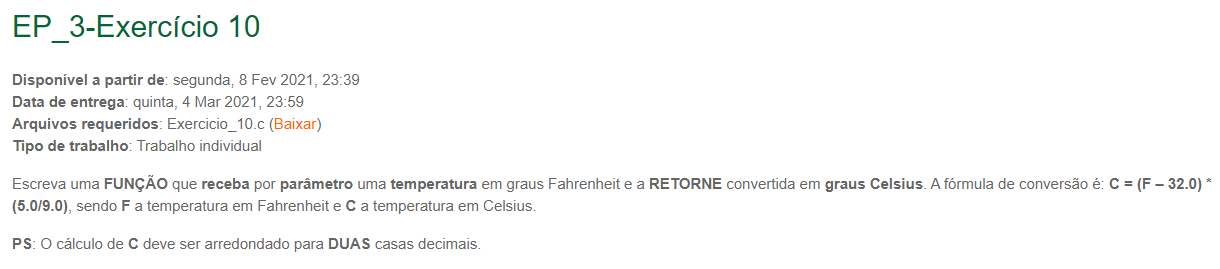 EP_3-Exercício 10
Disponível a partir de: segunda, 8 Fev 2021, 23:39
Data de entrega: quinta, 4 Mar 2021, 23:59
Arquivos requeridos: Exercicio_10.c (Baixar)
Tipo de trabalho: Trabalho individual
Escreva uma FUNÇÃO que receba por parâmetro uma temperatura em graus Fahrenheit e a RETORNE convertida em graus Celsius. A fórmula de conversão é: C = (F – 32.0) *
(5.0/9.0), sendo F a temperatura em Fahrenheit e C a temperatura em Celsius.
PS: O cálculo de C deve ser arredondado para DUAS casas decimais.